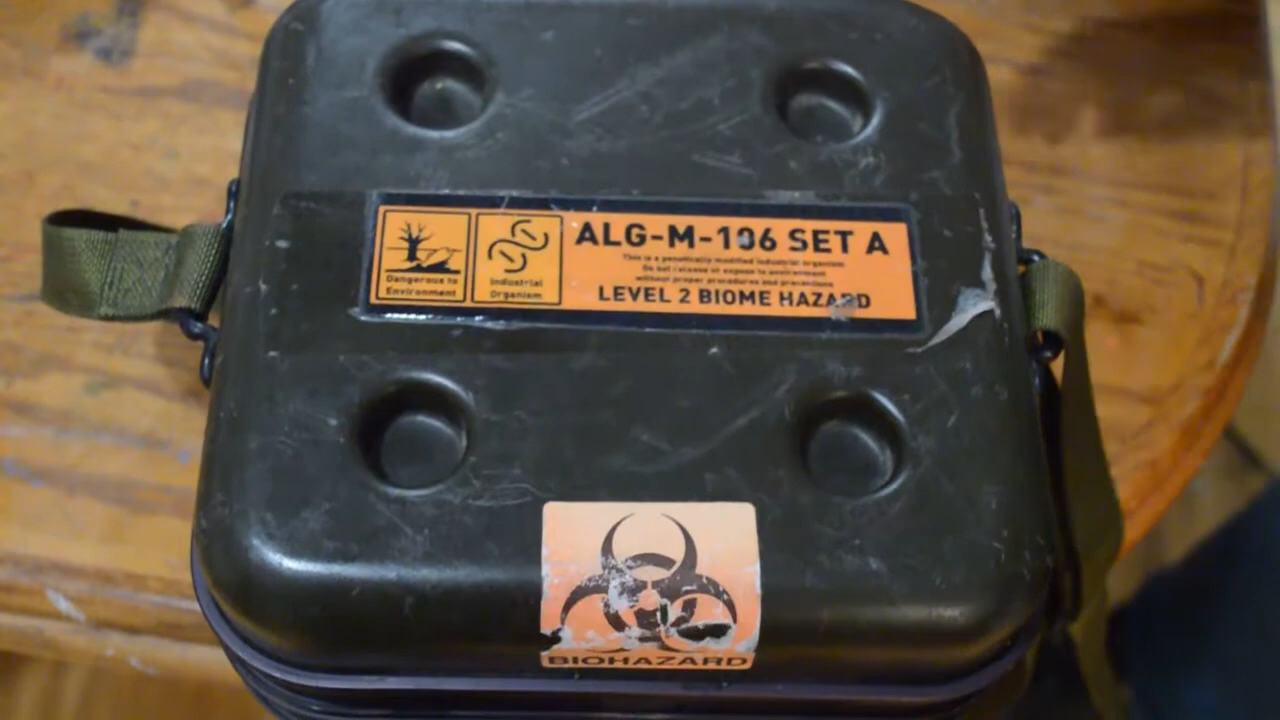 ALG-M-106 SET A
This is a genetically modified industrial organism
Do not release or expose to environment
without proper procedures and precautions
LEVEL 2 BIOME HAZARD
Dangerous to
Environment
Industrial
Organism
BIOHAZARD